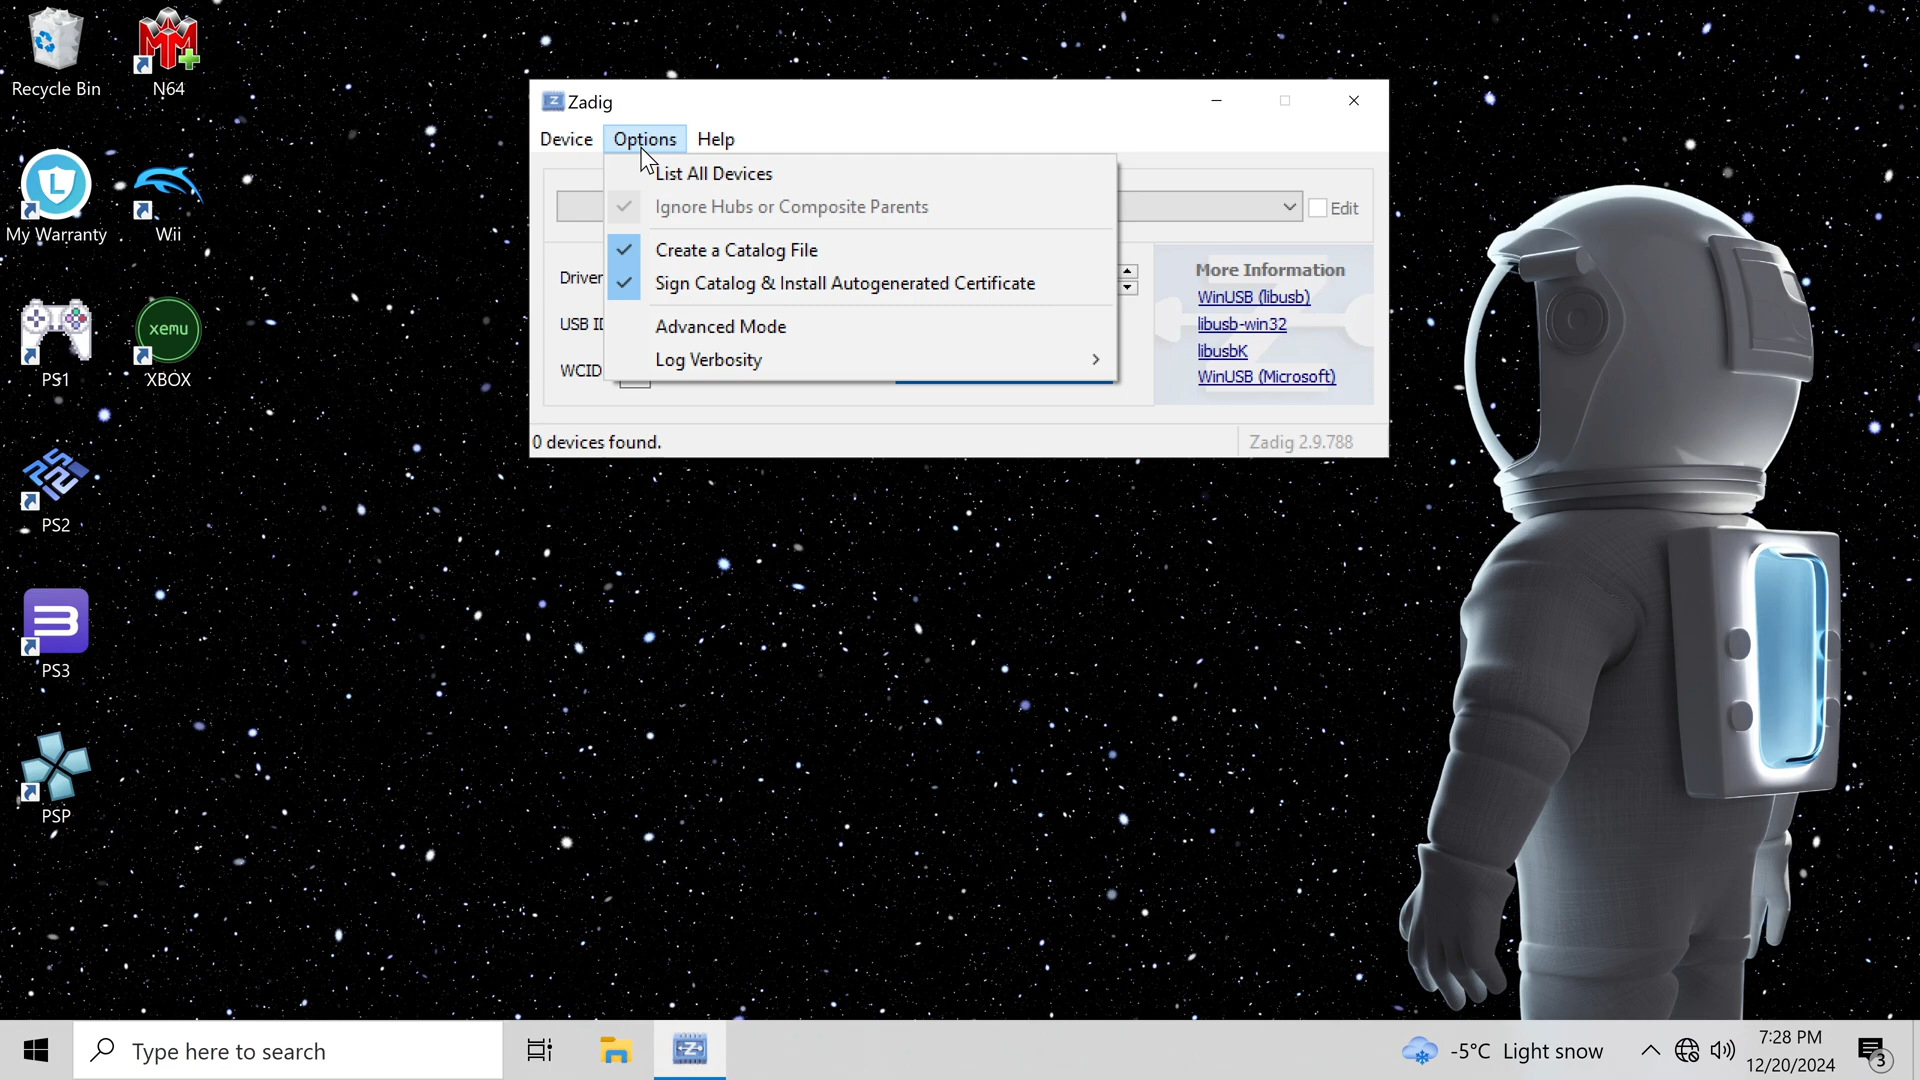 Recycle Bin
N64
My Warranty
Wii
PS1
xemu
XBOX
PS2
PS3
PSP
Zadig
Device Options Help
List All Devices
Ignore Hubs or Composite Parents
Edit
Create a Catalog File
Sign Catalog & Install Autogenerated Certificate
Advanced Mode
Log Verbosity
Driver
USB ID
WCID
More Information
WinUSB (libusb)
libusb-win32
libusbK
WinUSB (Microsoft)
0 devices found.
Zadig 2.9.788
Type here to search
-5°C Light snow
7:28 PM
12/20/2024
3